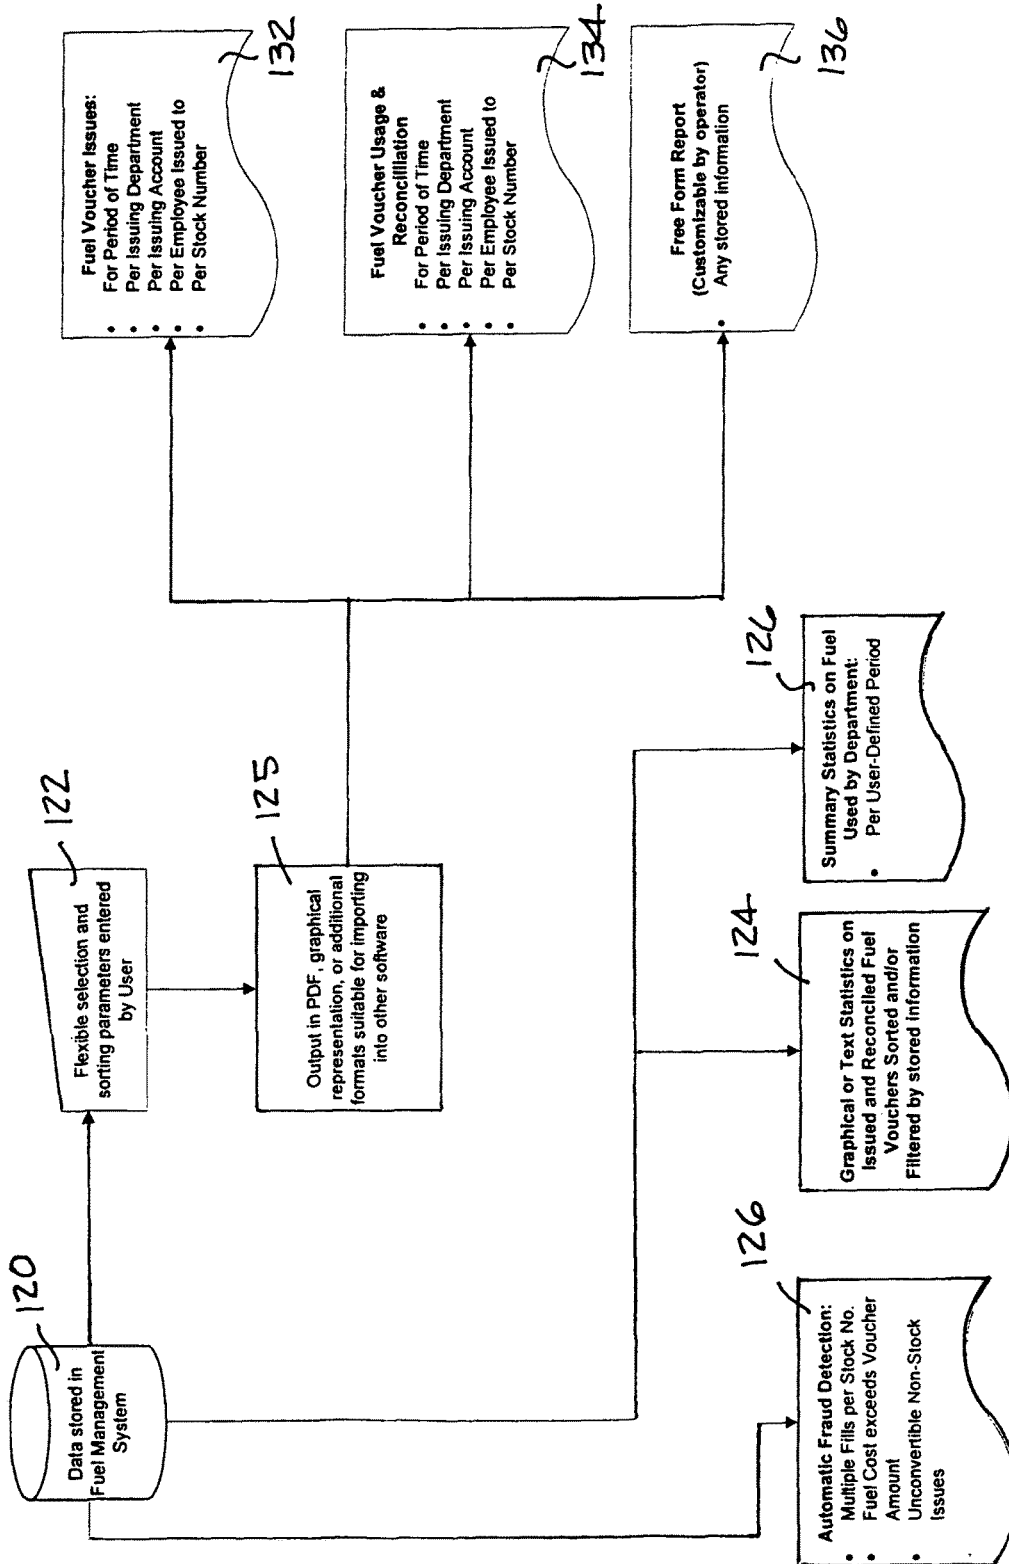 120
Data stored in
Fuel Management
System
122
Flexible selection and
sorting parameters entered
by User
125
Output in PDF, graphical
representation, or additional
formats suitable for importing
into other software
Fuel Voucher Issues:
• For Period of Time
• Per Issuing Department
• Per Issuing Account
• Per Employee Issued to
• Per Stock Number
132
Fuel Voucher Usage &
Reconcilliation
• For Period of Time
• Per Issuing Department
• Per Issuing Account
• Per Employee Issued to
• Per Stock Number
134
Free Form Report
(Customizable by operator)
• Any stored information
136
126
Automatic Fraud Detection:
• Multiple Fills per Stock No.
• Fuel Cost exceeds Voucher
Amount
• Unconvertible Non-Stock
Issues
124
Graphical or Text Statistics on
Issued and Reconciled Fuel
Vouchers Sorted and/or
Filtered by stored information
126
Summary Statistics on Fuel
Used by Department:
• Per User-Defined Period